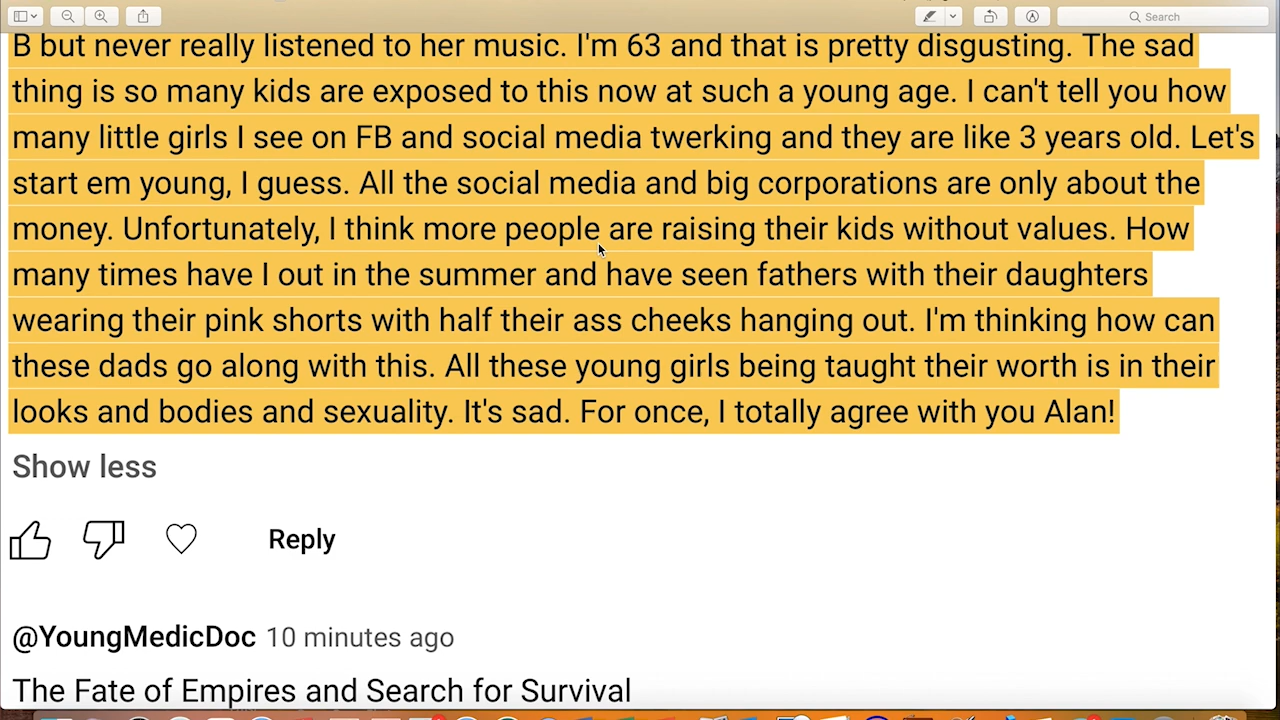 Search
B but never really listened to her music. I'm 63 and that is pretty disgusting. The sad
thing is so many kids are exposed to this now at such a young age. I can't tell you how
many little girls I see on FB and social media twerking and they are like 3 years old. Let's
start em young, I guess. All the social media and big corporations are only about the
money. Unfortunately, I think more people are raising their kids without values. How
many times have I out in the summer and have seen fathers with their daughters
wearing their pink shorts with half their ass cheeks hanging out. I'm thinking how can
these dads go along with this. All these young girls being taught their worth is in their
looks and bodies and sexuality. It's sad. For once, I totally agree with you Alan!
Show less
Reply
@YoungMedicDoc 10 minutes ago
The Fate of Empires and Search for Survival